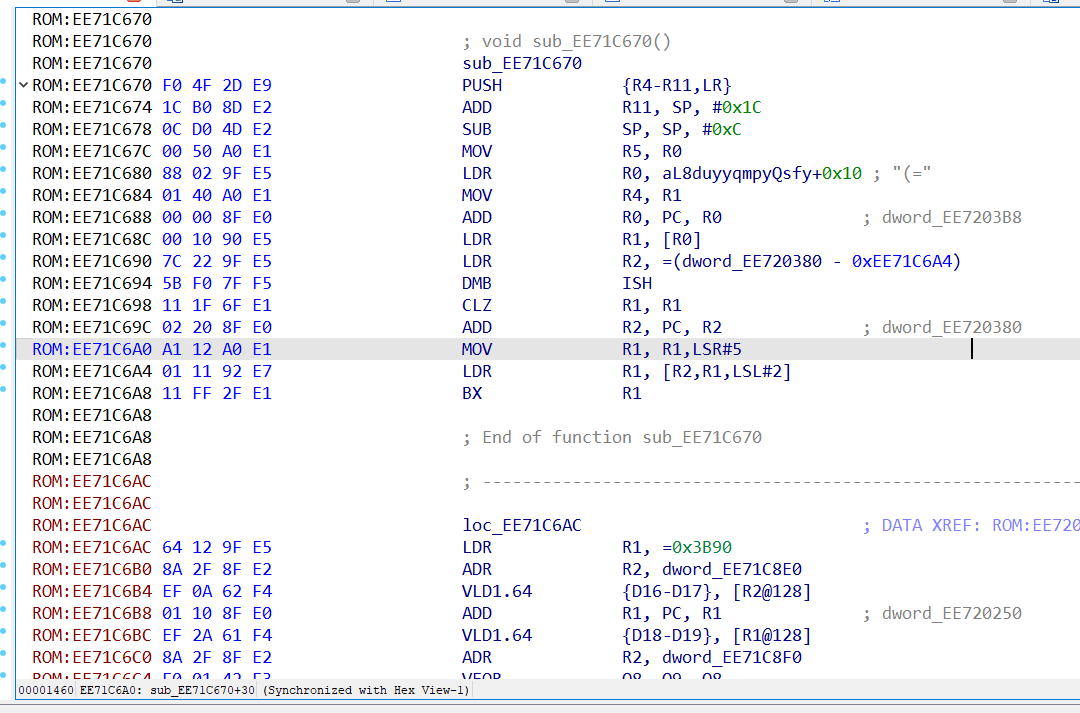 ROM:EE71C670
ROM:EE71C670 ; void sub_EE71C670()
ROM:EE71C670 sub_EE71C670
ROM:EE71C670 F0 4F 2D E9 PUSH {R4-R11,LR}
ROM:EE71C674 1C B0 8D E2 ADD R11, SP, #0x1C
ROM:EE71C678 0C D0 4D E2 SUB SP, SP, #0xC
ROM:EE71C67C 00 50 A0 E1 MOV R5, R0
ROM:EE71C680 88 02 9F E5 LDR R0, aL8duyyqmpyQsfy+0x10 ; "(="
ROM:EE71C684 01 40 A0 E1 MOV R4, R1
ROM:EE71C688 00 00 8F E0 ADD R0, PC, R0 ; dword_EE7203B8
ROM:EE71C68C 00 10 90 E5 LDR R1, [R0]
ROM:EE71C690 7C 22 9F E5 LDR R2, =(dword_EE720380 - 0xEE71C6A4)
ROM:EE71C694 5B F0 7F F5 DMB ISH
ROM:EE71C698 11 1F 6F E1 CLZ R1, R1
ROM:EE71C69C 02 20 8F E0 ADD R2, PC, R2 ; dword_EE720380
ROM:EE71C6A0 A1 12 A0 E1 MOV R1, R1,LSR#5
ROM:EE71C6A4 01 11 92 E7 LDR R1, [R2,R1,LSL#2]
ROM:EE71C6A8 11 FF 2F E1 BX R1
ROM:EE71C6A8
ROM:EE71C6A8 ; End of function sub_EE71C670
ROM:EE71C6A8
ROM:EE71C6AC ; ------------------------------------------------------------
ROM:EE71C6AC
ROM:EE71C6AC loc_EE71C6AC ; DATA XREF: ROM:EE720
ROM:EE71C6AC 64 12 9F E5 LDR R1, =0x3B90
ROM:EE71C6B0 8A 2F 8F E2 ADR R2, dword_EE71C8E0
ROM:EE71C6B4 EF 0A 62 F4 VLD1.64 {D16-D17}, [R2@128]
ROM:EE71C6B8 01 10 8F E0 ADD R1, PC, R1 ; dword_EE720250
ROM:EE71C6BC EF 2A 61 F4 VLD1.64 {D18-D19}, [R1@128]
ROM:EE71C6C0 8A 2F 8F E2 ADR R2, dword_EE71C8F0
ROM:EE71C6C4 F0 01 42 F3 VEOR Q8, Q9, Q8
00001460 EE71C6A0: sub_EE71C670+30 (Synchronized with Hex View-1)